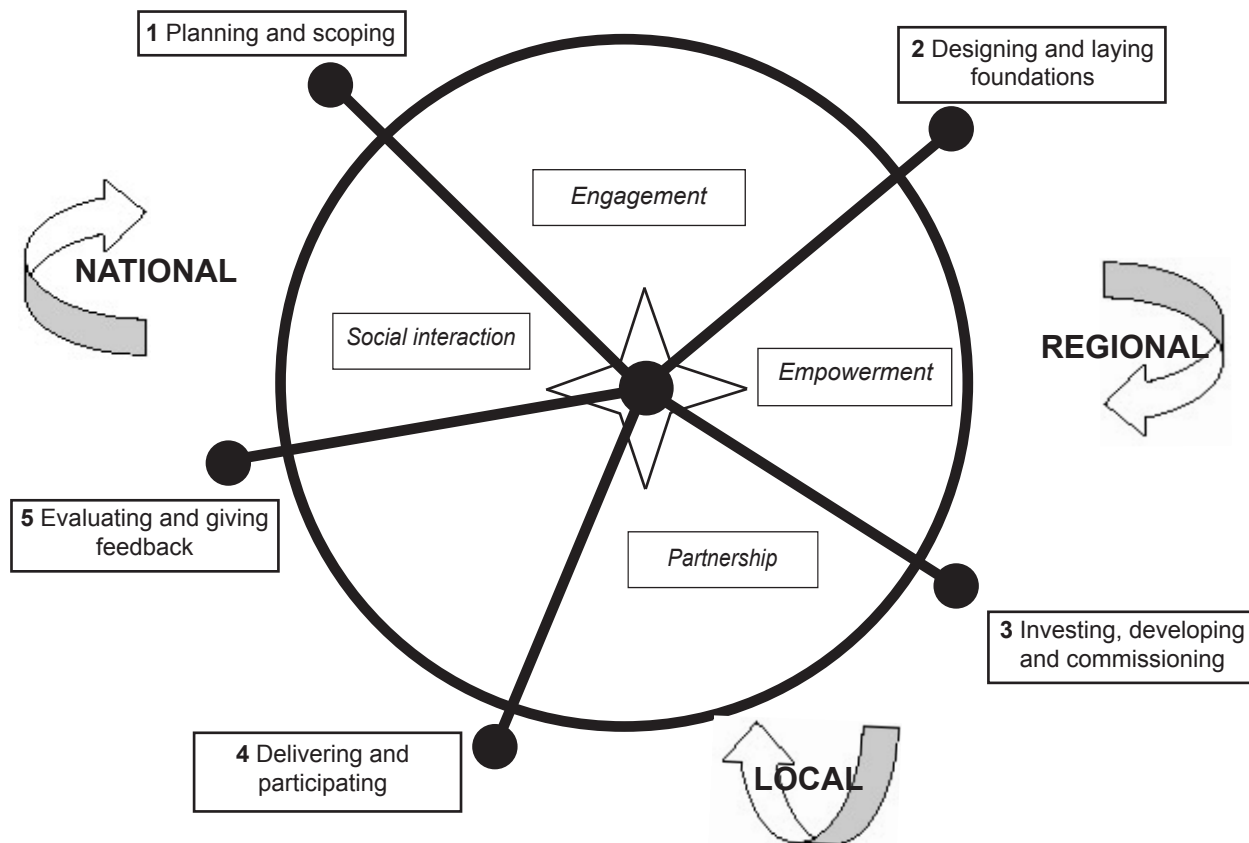 1 Planning and scoping
2 Designing and laying
foundations
Engagement
NATIONAL
Social interaction
REGIONAL
Empowerment
5 Evaluating and giving
feedback
Partnership
3 Investing, developing
and commissioning
4 Delivering and
participating
LOCAL